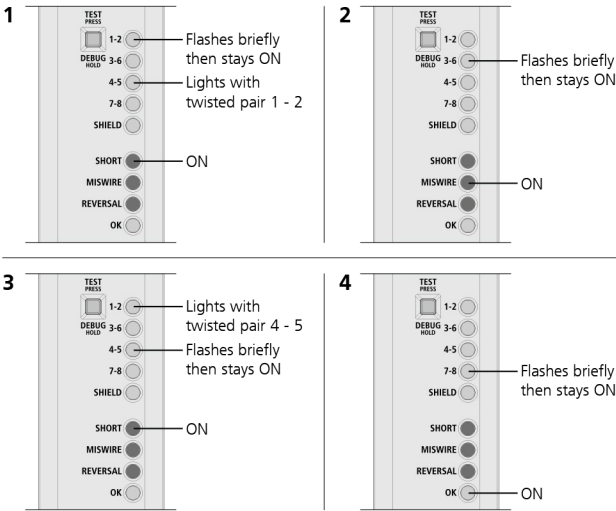 1
TEST
PRESS
1-2
Flashes briefly
then stays ON
DEBUG
HOLD
3-6
4-5
Lights with
twisted pair 1 - 2
7-8
SHIELD
SHORT
ON
MISWIRE
REVERSAL
OK
2
TEST
PRESS
1-2
DEBUG
HOLD
3-6
Flashes briefly
then stays ON
4-5
7-8
SHIELD
SHORT
MISWIRE
ON
REVERSAL
OK
3
TEST
PRESS
1-2
Lights with
twisted pair 4 - 5
DEBUG
HOLD
3-6
4-5
Flashes briefly
then stays ON
7-8
SHIELD
SHORT
ON
MISWIRE
REVERSAL
OK
4
TEST
PRESS
1-2
DEBUG
HOLD
3-6
4-5
7-8
Flashes briefly
then stays ON
SHIELD
SHORT
MISWIRE
REVERSAL
OK
ON